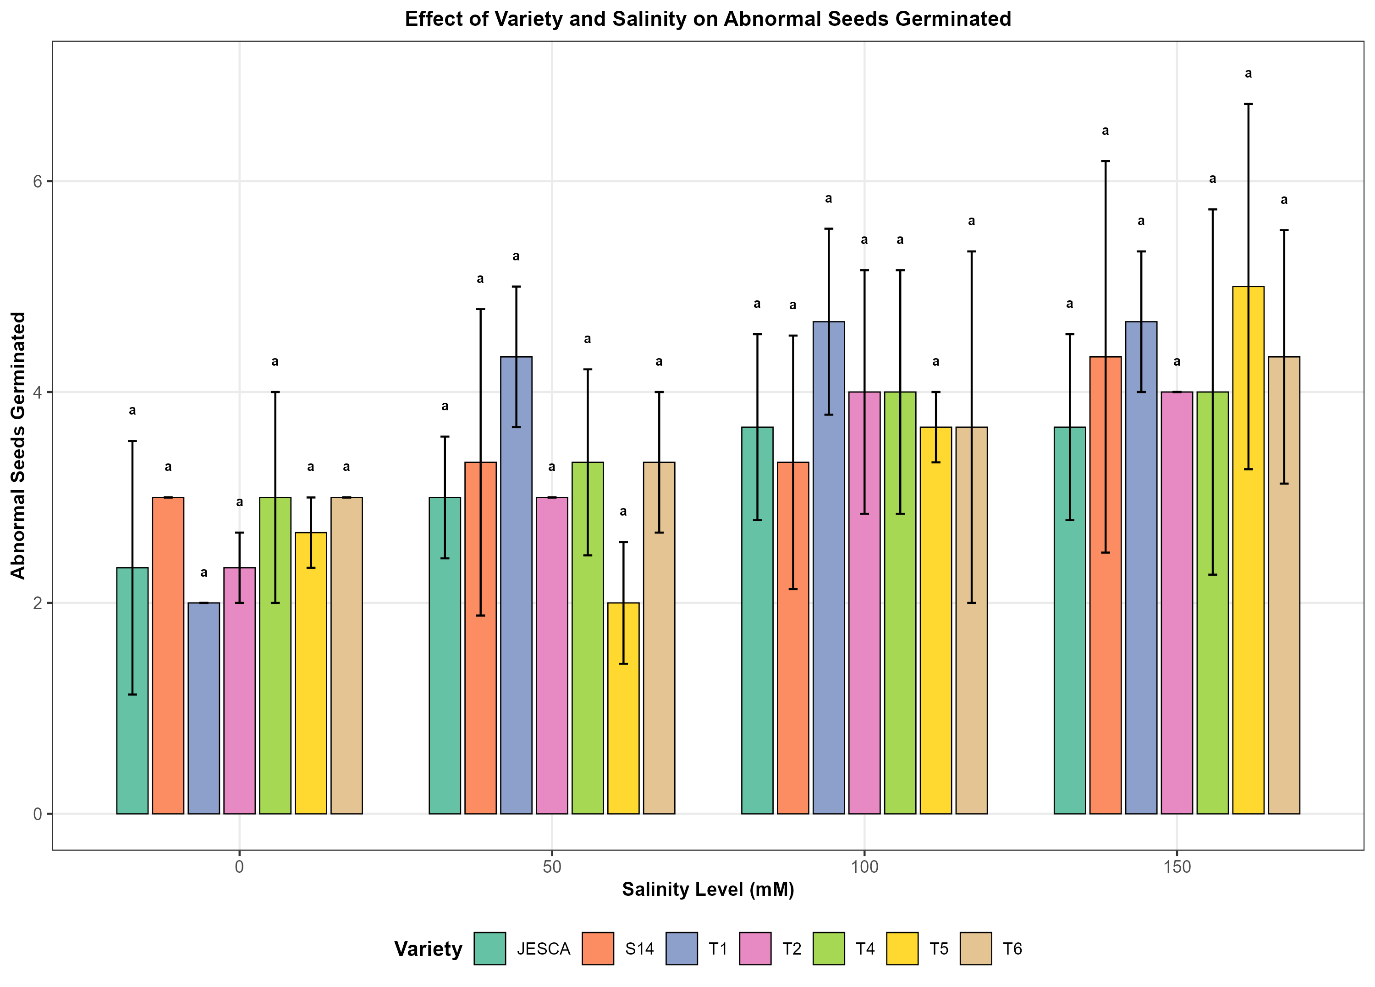 Effect of Variety and Salinity on Abnormal Seeds Germinated
Abnormal Seeds Germinated
6
4
2
0
a a a a a a a
a a a a a a a
a a a a a a a
a a a a a a a
0 50 100 150
Salinity Level (mM)
Variety JESCA S14 T1 T2 T4 T5 T6